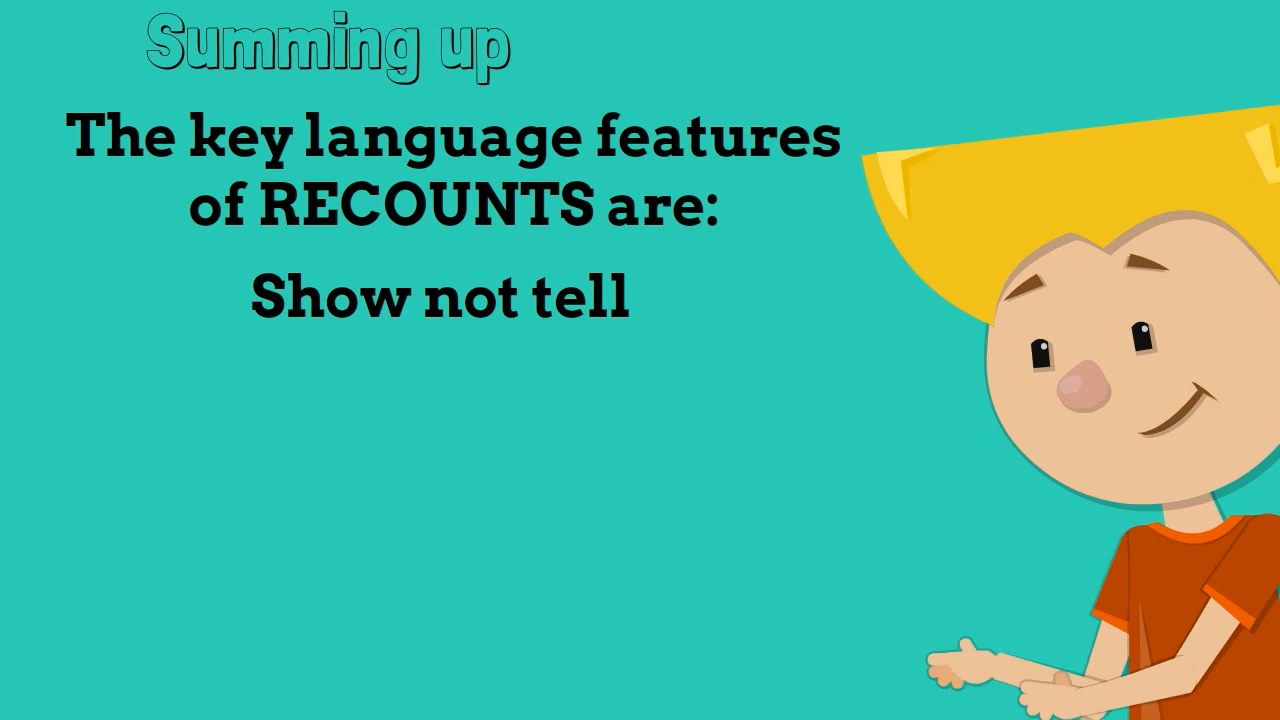 Summing up
The key language features
of RECOUNTS are:
Show not tell